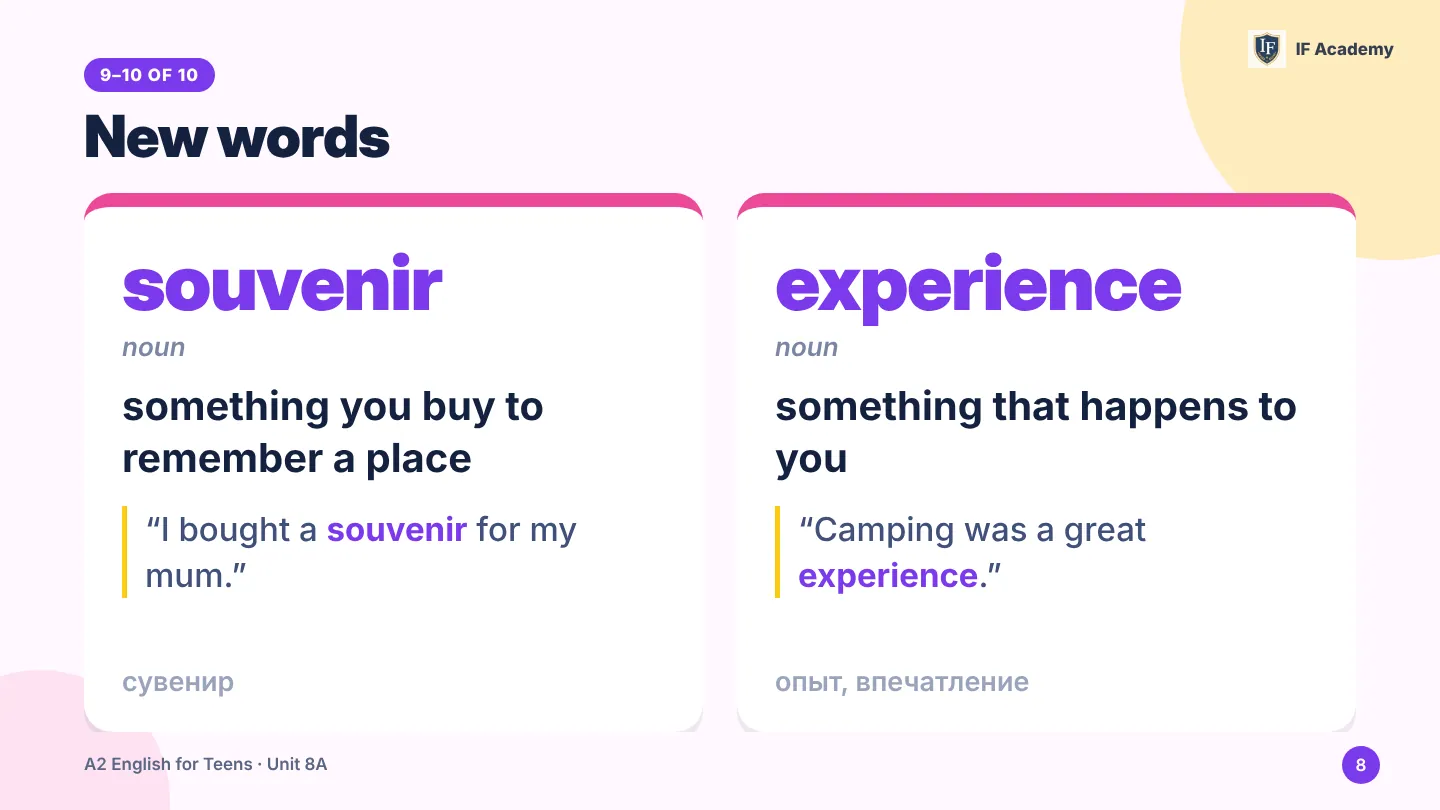 IF
IF Academy
9–10 OF 10
New words
souvenir
noun
something you buy to
remember a place
“I bought a souvenir for my
mum.”
сувенир
experience
noun
something that happens to
you
“Camping was a great
experience.”
опыт, впечатление
A2 English for Teens · Unit 8A
8